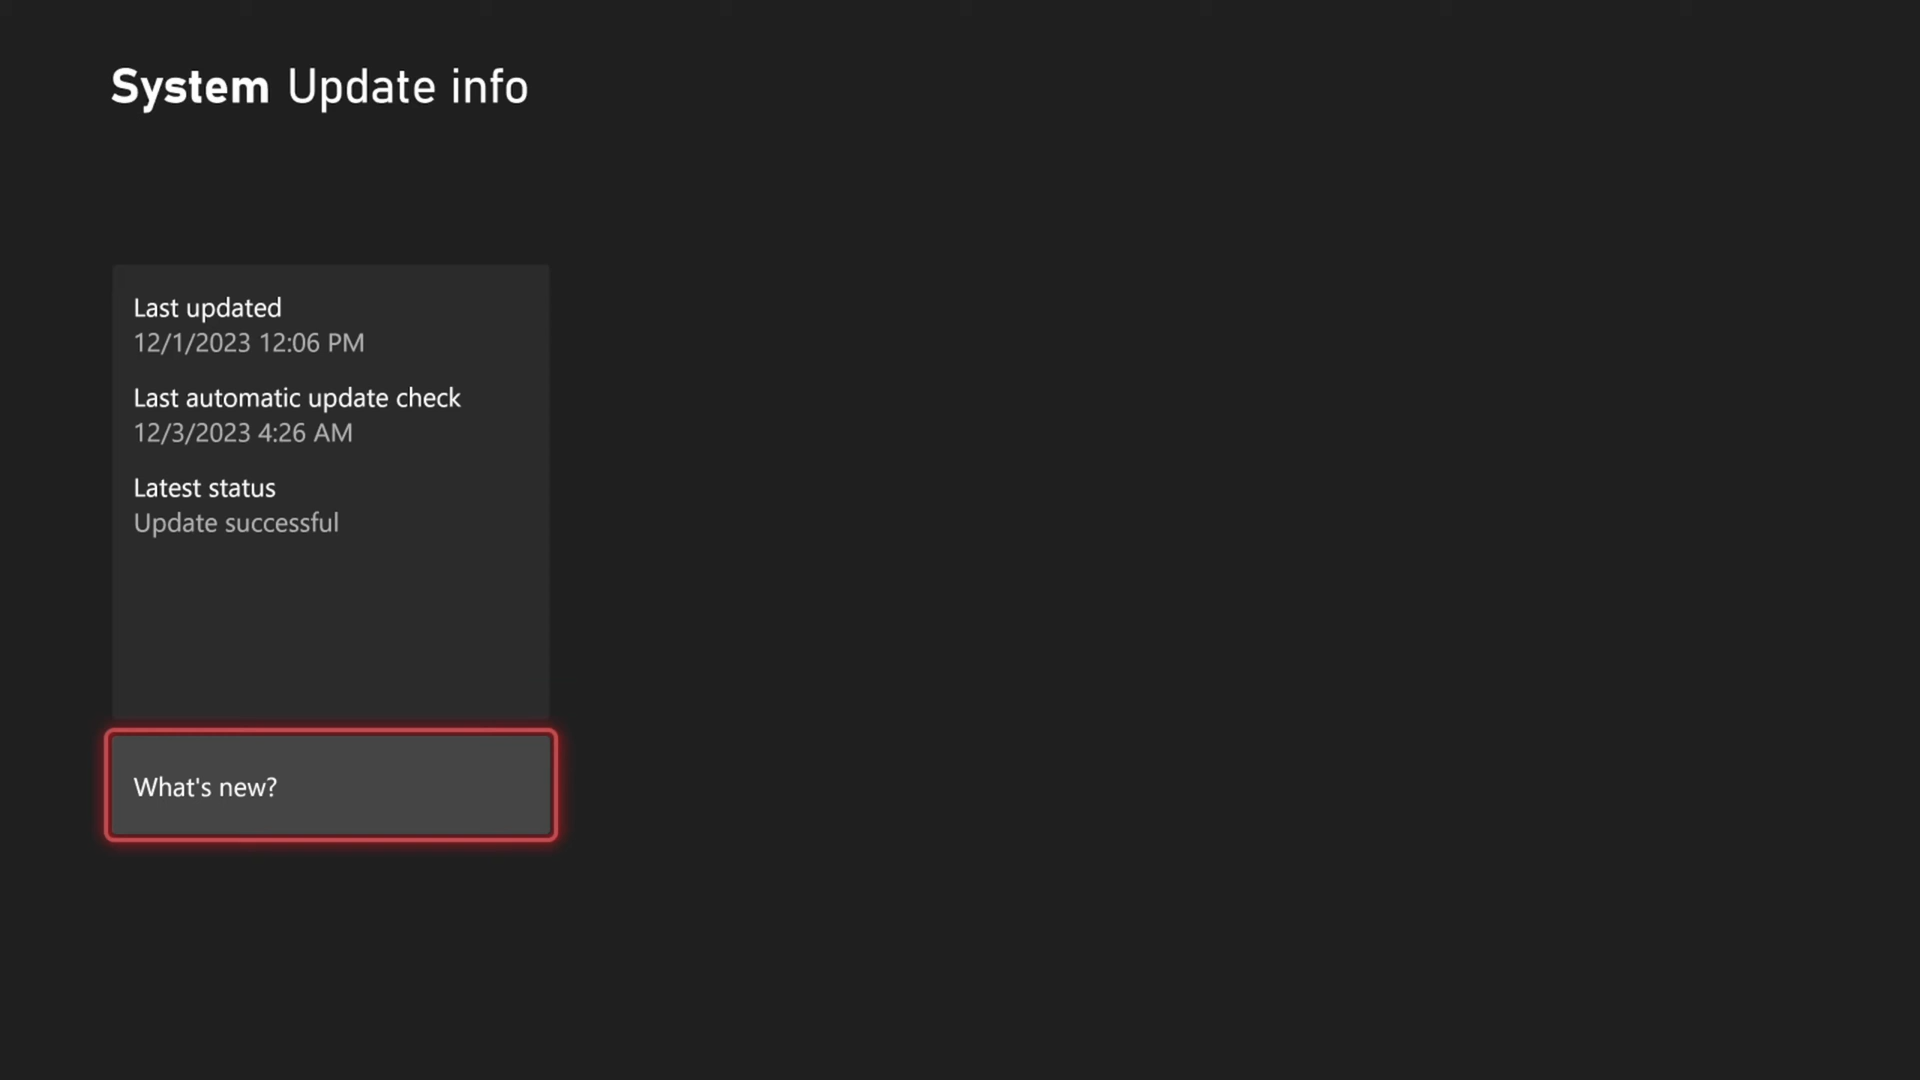 System Update info
Last updated
12/1/2023 12:06 PM
Last automatic update check
12/3/2023 4:26 AM
Latest status
Update successful
What's new?